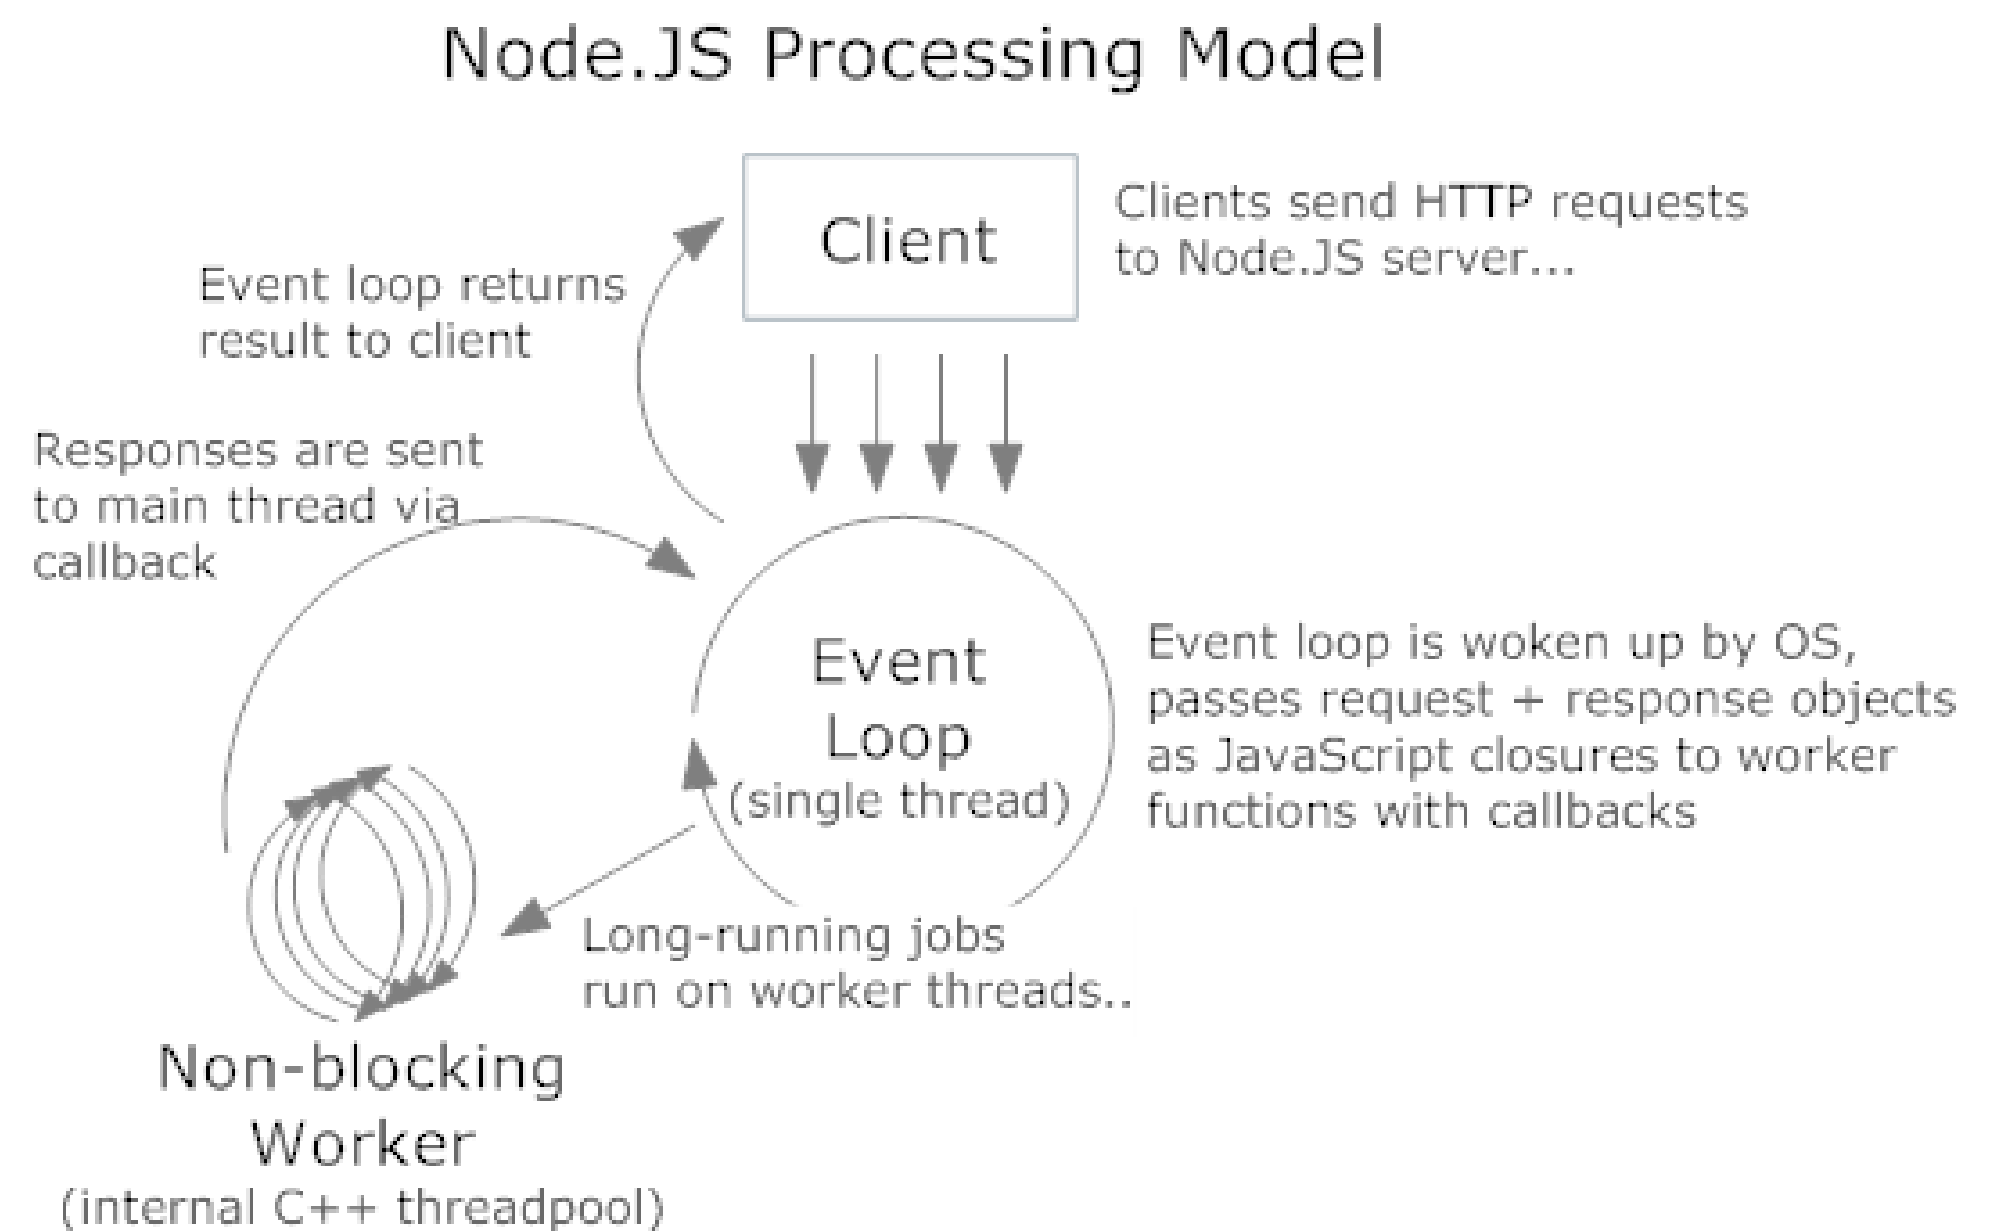 Node.JS Processing Model
Client
Clients send HTTP requests
to Node.JS server...
Event loop returns
result to client
Responses are sent
to main thread via
callback
Event
Loop
(single thread)
Event loop is woken up by OS,
passes request + response objects
as JavaScript closures to worker
functions with callbacks
Long-running jobs
run on worker threads..
Non-blocking
Worker
(internal C++ threadpool)